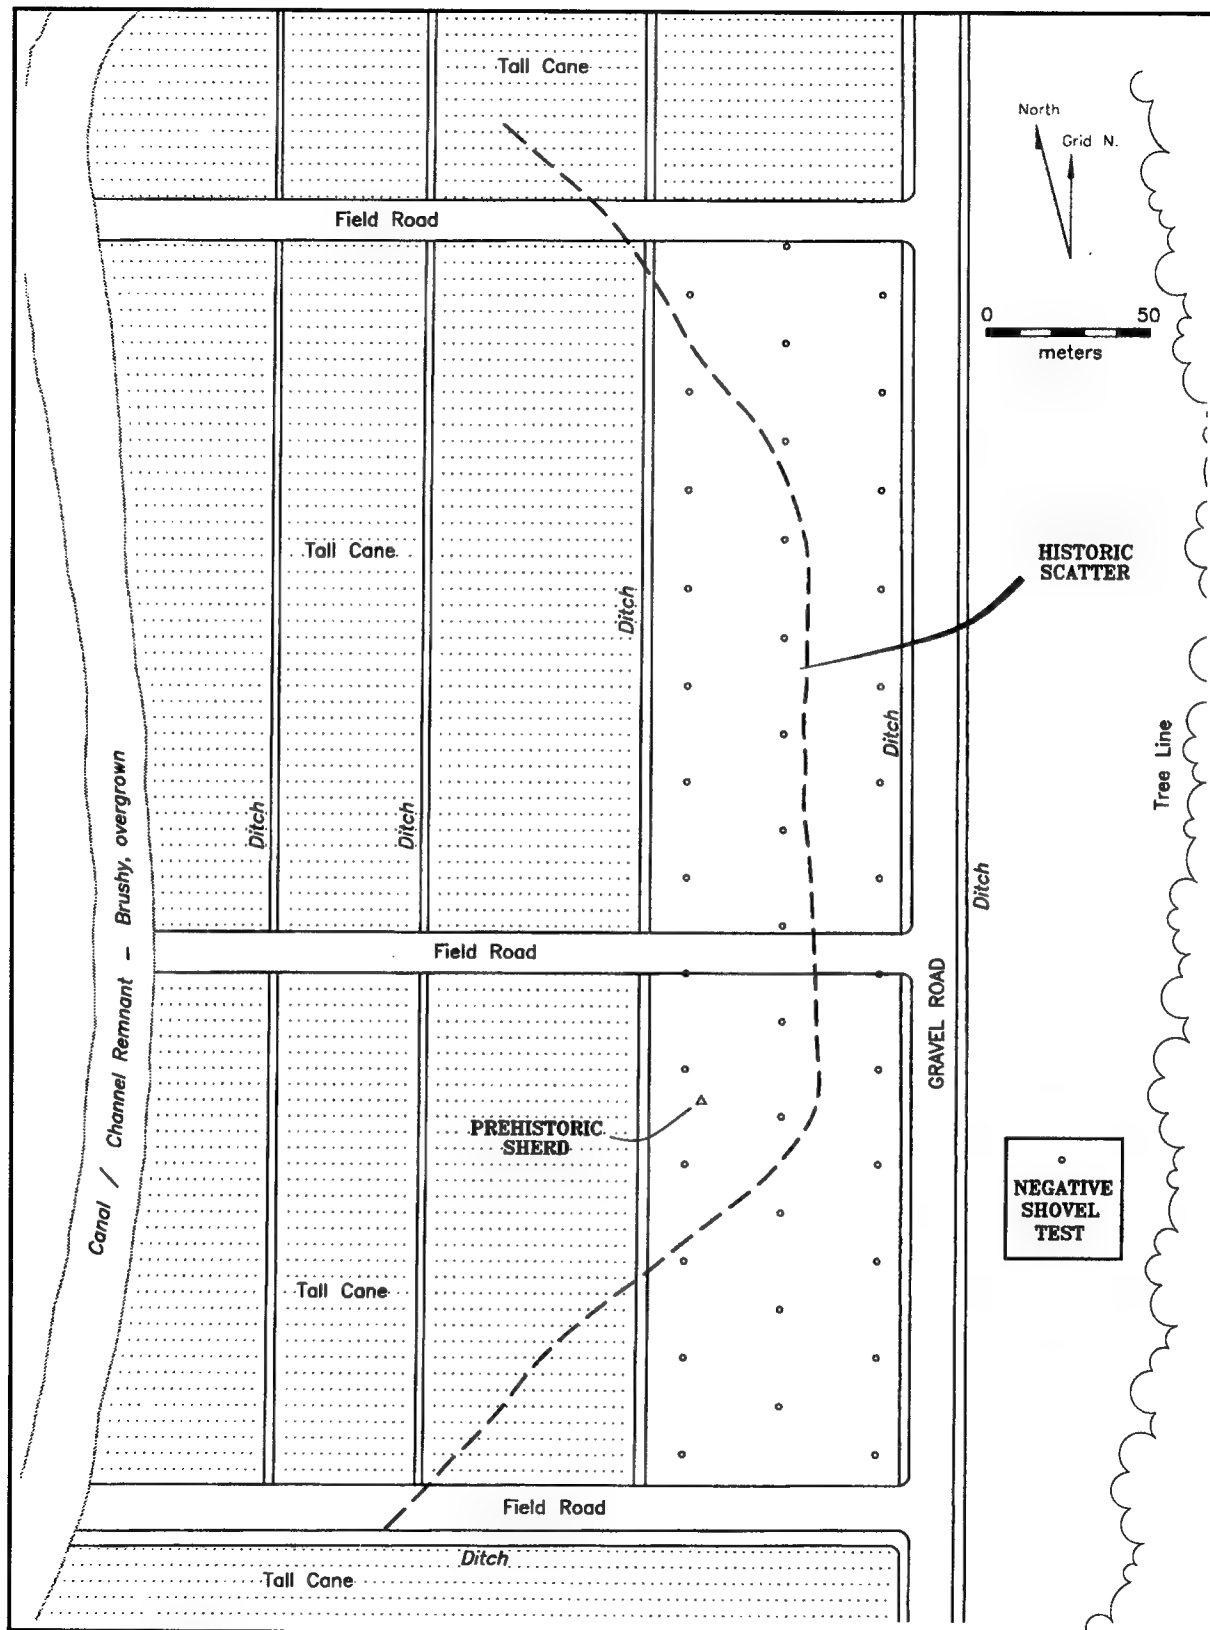 Tall Cane
North
Grid N.
Field Road
0 50
meters
Tall Cane
HISTORIC
SCATTER
Ditch
Ditch
Tree Line
Ditch
Ditch
Ditch
Canal / Channel Remnant - Brushy, overgrown
Field Road
GRAVEL ROAD
PREHISTORIC
SHERD
NEGATIVE
SHOVEL
TEST
Tall Cane
Field Road
Ditch
Tall Cane